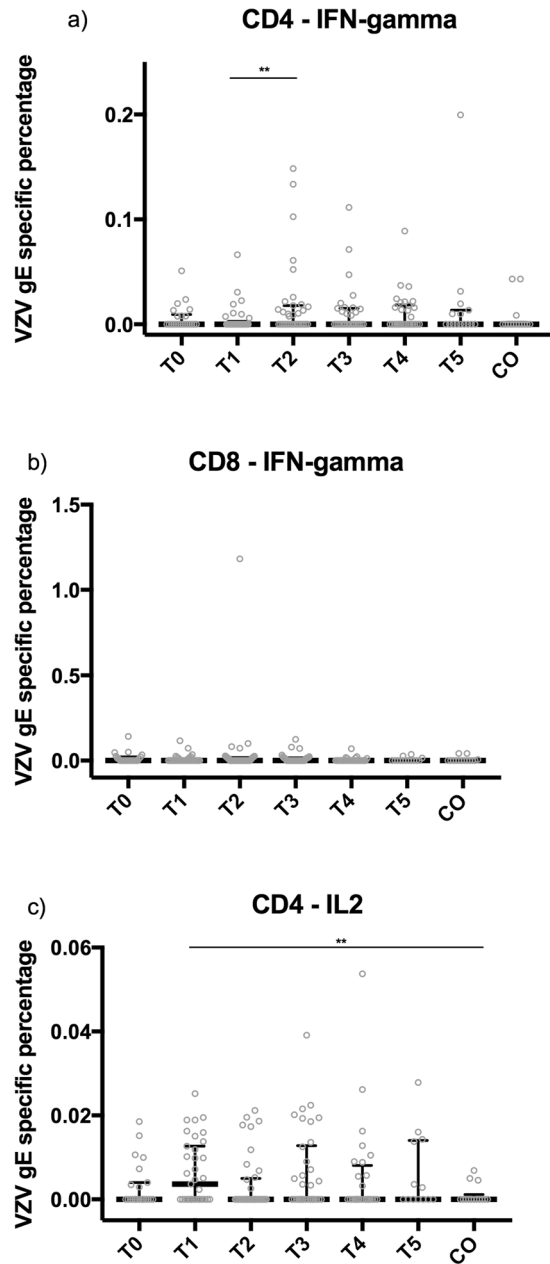 a)
CD4 - IFN-gamma
**
VZV gE specific percentage
0.2
0.1
0.0
T0 T1 T2 T3 T4 T5 CO
b)
CD8 - IFN-gamma
VZV gE specific percentage
1.5
1.0
0.5
0.0
T0 T1 T2 T3 T4 T5 CO
c)
CD4 - IL2
**
VZV gE specific percentage
0.06
0.04
0.02
0.00
T0 T1 T2 T3 T4 T5 CO